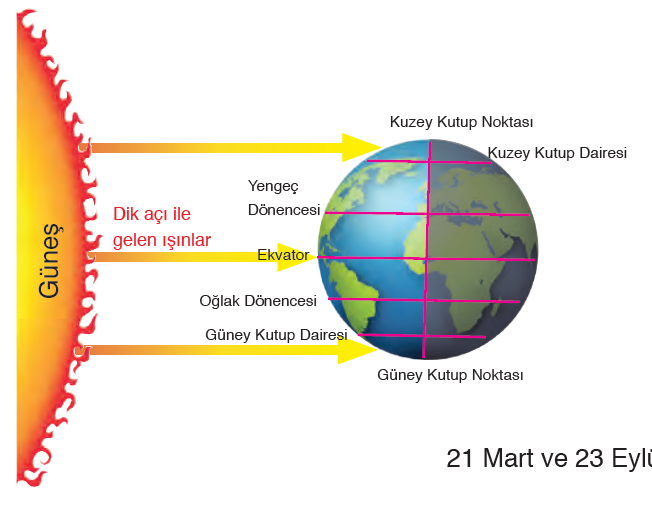 Kuzey Kutup Noktası
Kuzey Kutup Dairesi
Yengeç
Dönencesi
Dik açı ile
gelen ışınlar
Güneş
Ekvator
Oğlak Dönencesi
Güney Kutup Dairesi
Güney Kutup Noktası
21 Mart ve 23 Eylü